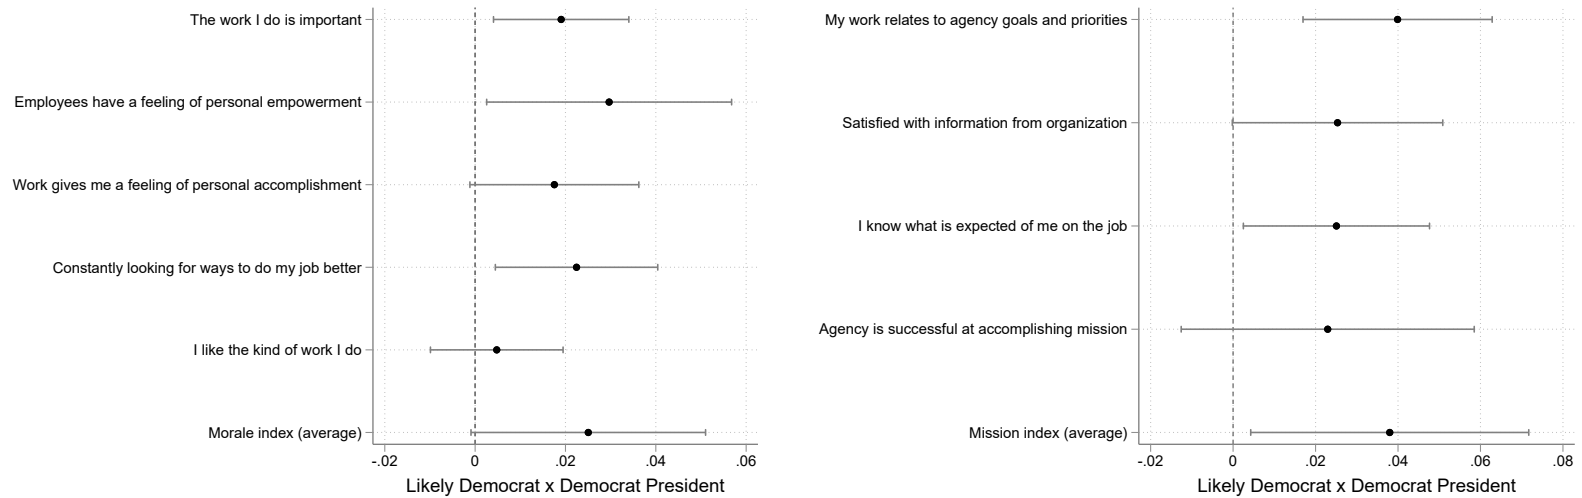 The work I do is important
Employees have a feeling of personal empowerment
Work gives me a feeling of personal accomplishment
Constantly looking for ways to do my job better
I like the kind of work I do
Morale index (average)
-.02 0 .02 .04 .06
Likely Democrat x Democrat President
My work relates to agency goals and priorities
Satisfied with information from organization
I know what is expected of me on the job
Agency is successful at accomplishing mission
Mission index (average)
-.02 0 .02 .04 .06 .08
Likely Democrat x Democrat President